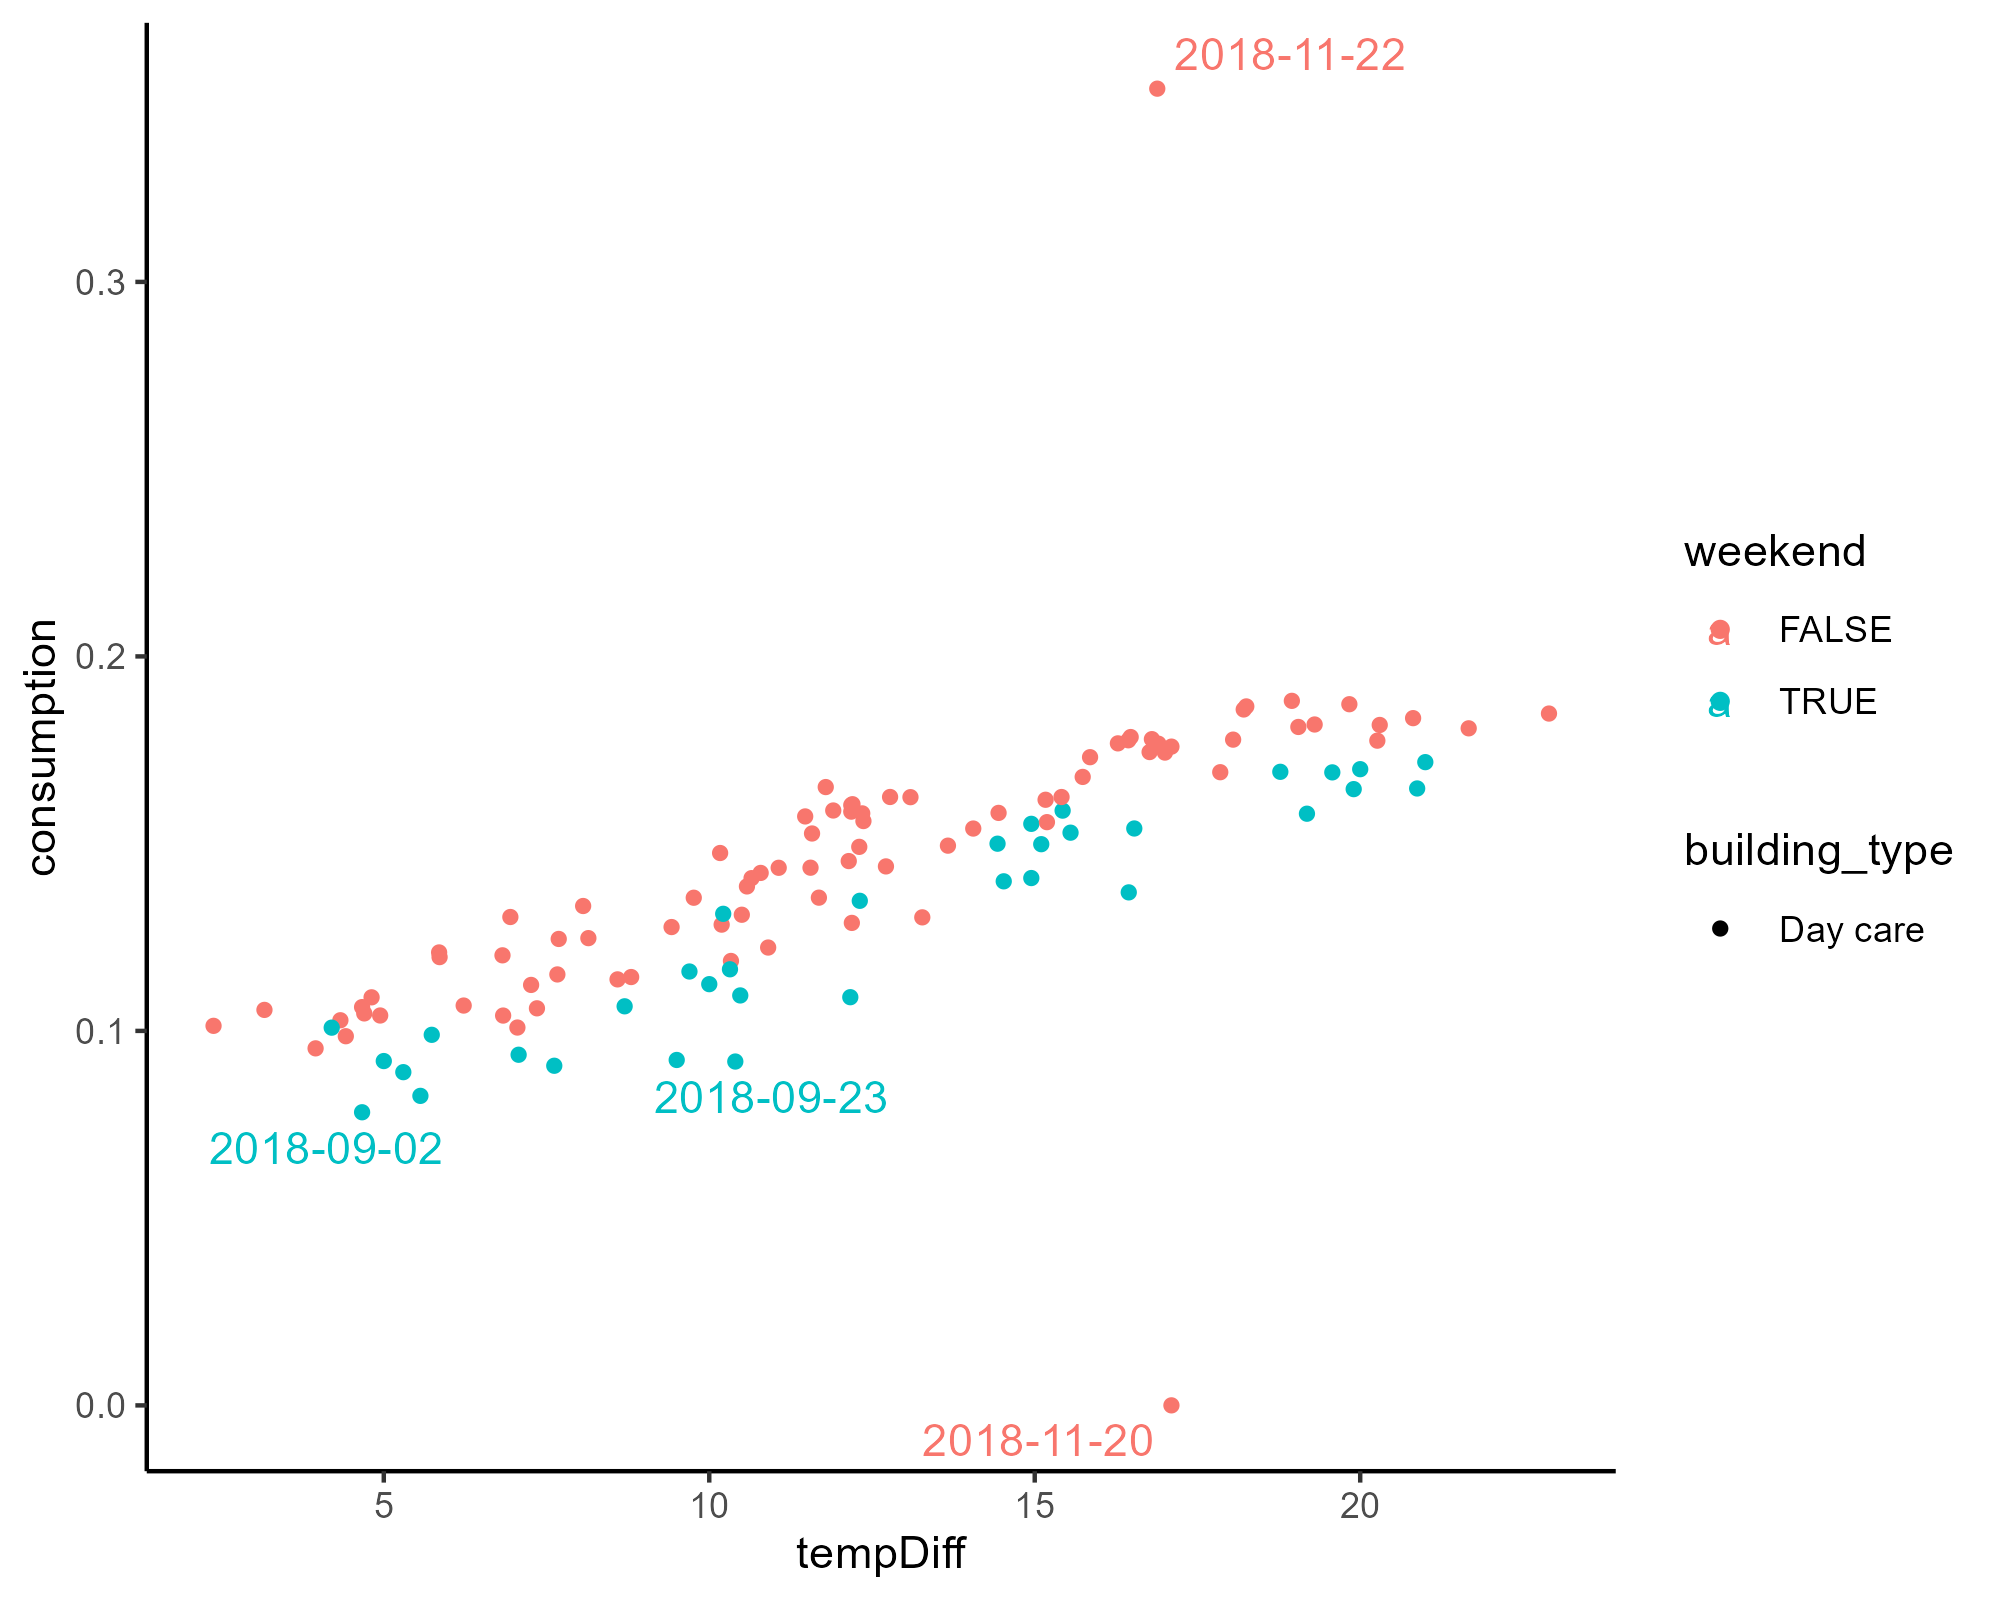 2018-11-22
0.3
0.2
0.1
0.0
consumption
2018-09-23
2018-09-02
2018-11-20
5
10
15
20
tempDiff
weekend
a FALSE
a TRUE
building_type
Day care